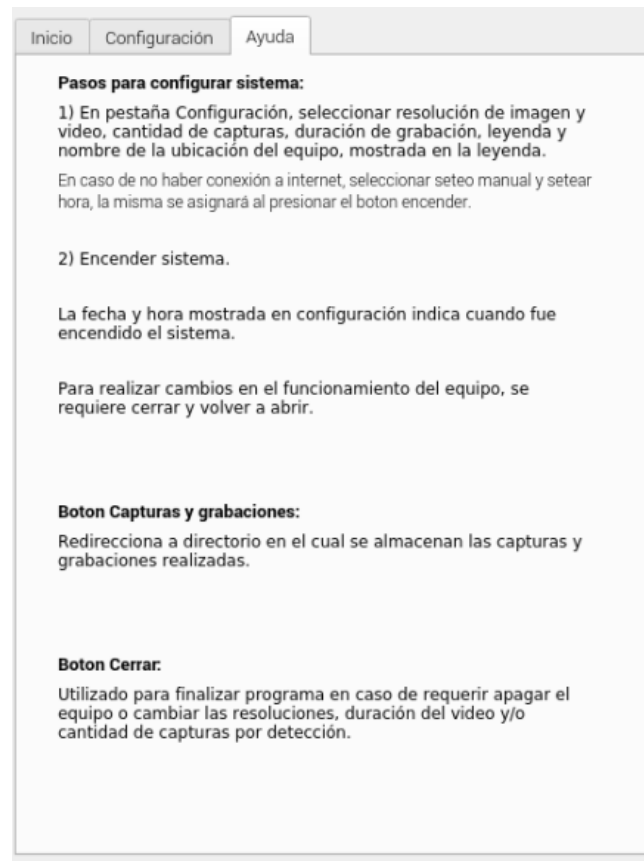 Inicio
Configuración
Ayuda
Pasos para configurar sistema:
1) En pestaña Configuración, seleccionar resolución de imagen y
video, cantidad de capturas, duración de grabación, leyenda y
nombre de la ubicación del equipo, mostrada en la leyenda.
En caso de no haber conexión a internet, seleccionar seteo manual y setear
hora, la misma se asignará al presionar el boton encender.
2) Encender sistema.
La fecha y hora mostrada en configuración indica cuando fue
encendido el sistema.
Para realizar cambios en el funcionamiento del equipo, se
requiere cerrar y volver a abrir.
Boton Capturas y grabaciones:
Redirecciona a directorio en el cual se almacenan las capturas y
grabaciones realizadas.
Boton Cerrar:
Utilizado para finalizar programa en caso de requerir apagar el
equipo o cambiar las resoluciones, duración del video y/o
cantidad de capturas por detección.